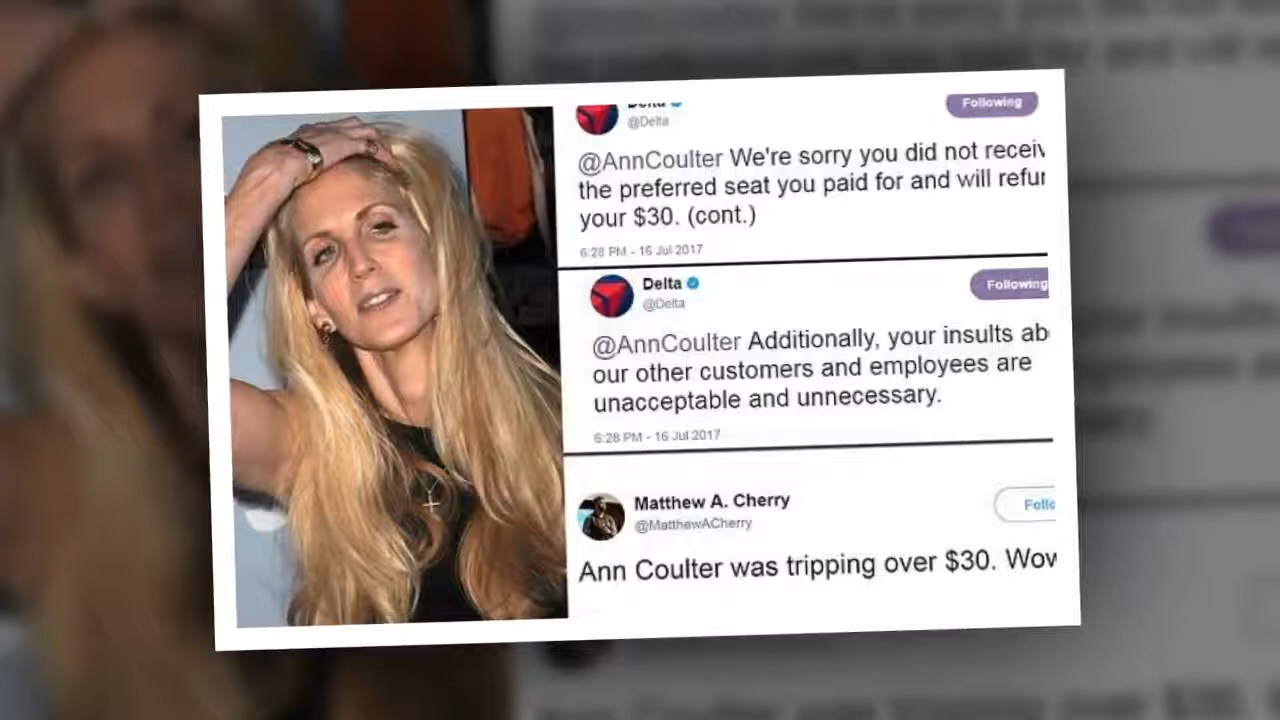 Delta
@Delta
Following
@AnnCoulter We're sorry you did not receiv
the preferred seat you paid for and will refur
your $30. (cont.)
6:28 PM - 16 Jul 2017
Delta
@Delta
Following
@AnnCoulter Additionally, your insults ab
our other customers and employees are
unacceptable and unnecessary.
6:28 PM - 16 Jul 2017
Matthew A. Cherry
@MatthewACherry
Follo
Ann Coulter was tripping over $30. Wow